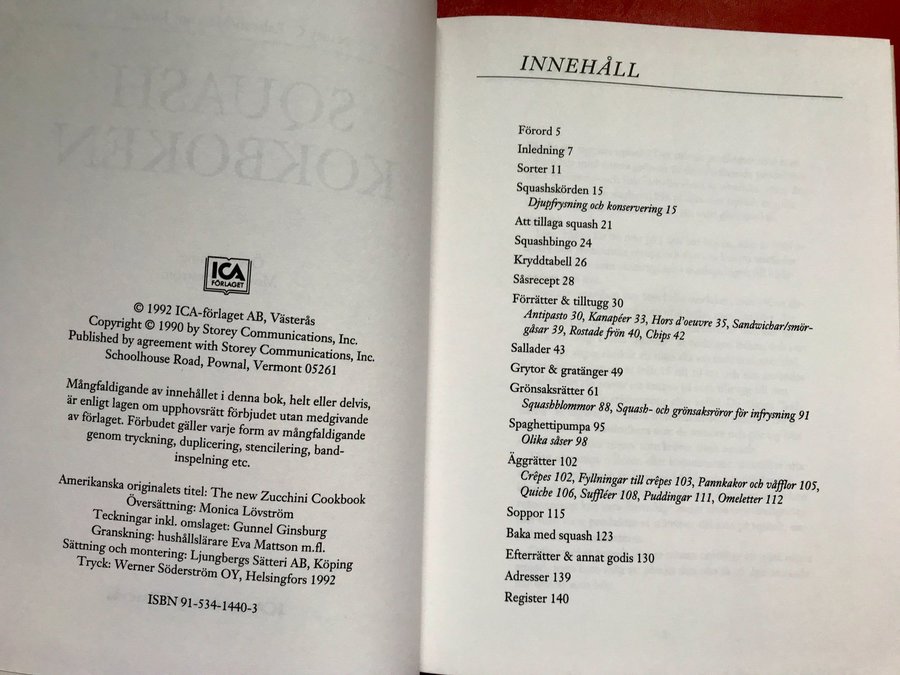 ICA
FÖRLAGET
© 1992 ICA-förlaget AB, Västerås
Copyright © 1990 by Storey Communications, Inc.
Published by agreement with Storey Communications, Inc.
Schoolhouse Road, Pownal, Vermont 05261
Mångfaldigande av innehållet i denna bok, helt eller delvis,
är enligt lagen om upphovsrätt förbjudet utan medgivande
av förlaget. Förbudet gäller varje form av mångfaldigande
genom tryckning, duplicering, stencilering, band-
inspelning etc.
Amerikanska originalets titel: The new Zucchini Cookbook
Översättning: Monica Lövström
Teckningar inkl. omslaget: Gunnel Ginsburg
Granskning: hushållslärare Eva Mattson m.fl.
Sättning och montering: Ljungbergs Sätteri AB, Köping
Tryck: Werner Söderström OY, Helsingfors 1992
ISBN 91-534-1440-3
INNEHÅLL
Förord 5
Inledning 7
Sorter 11
Squashskörden 15
Djupfrysning och konservering 15
Att tillaga squash 21
Squashbingo 24
Kryddtabell 26
Såsrecept 28
Förrätter & tilltugg 30
Antipasto 30, Kanapéer 33, Hors d'oeuvre 35, Sandwichar/smör-
gåsar 39, Rostade frön 40, Chips 42
Sallader 43
Grytor & gratänger 49
Grönsaksrätter 61
Squashblommor 88, Squash- och grönsaksröror för infrysning 91
Spaghettipumpa 95
Olika såser 98
Äggrätter 102
Crêpes 102, Fyllningar till crêpes 103, Pannkakor och våfflor 105,
Quiche 106, Suffléer 108, Puddingar 111, Omeletter 112
Soppor 115
Baka med squash 123
Efterrätter & annat godis 130
Adresser 139
Register 140